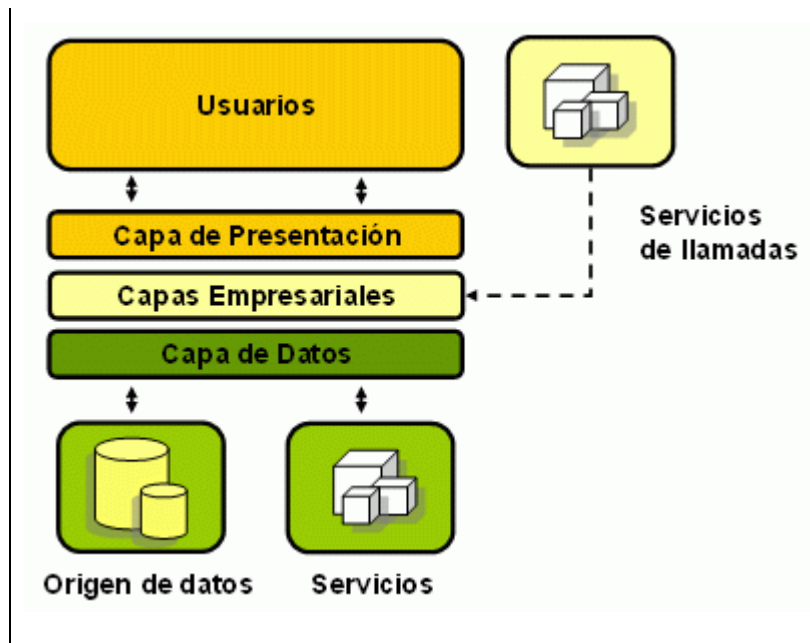 Usuarios
Servicios
de llamadas
Capa de Presentación
Capas Empresariales
Capa de Datos
Origen de datos
Servicios